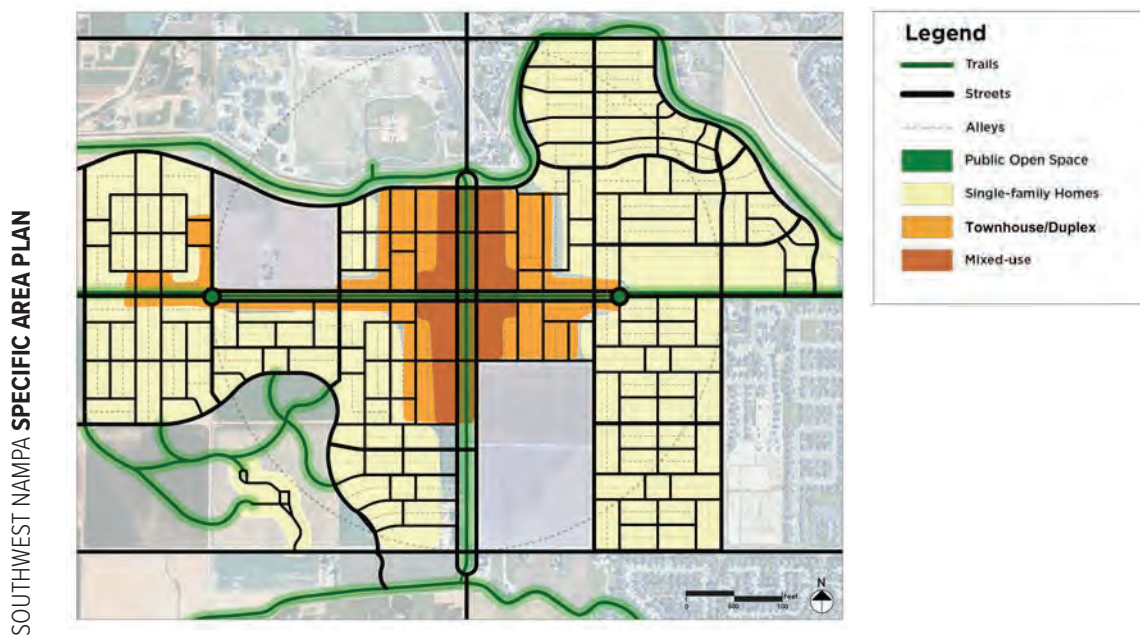 SOUTHWEST NAMPA SPECIFIC AREA PLAN
Legend
Trails
Streets
Alleys
Public Open Space
Single-family Homes
Townhouse/Duplex
Mixed-use
N
Feet
0